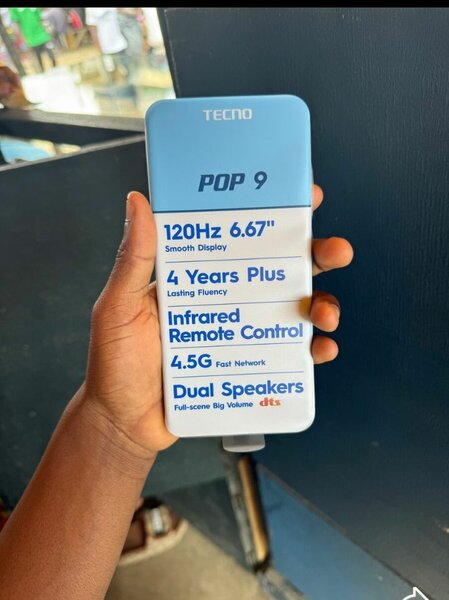 TECNO
POP 9
120Hz 6.67"
Smooth Display
4 Years Plus
Lasting Fluency
Infrared
Remote Control
4.5G Fast Network
Dual Speakers
Full-scene Big Volume dts